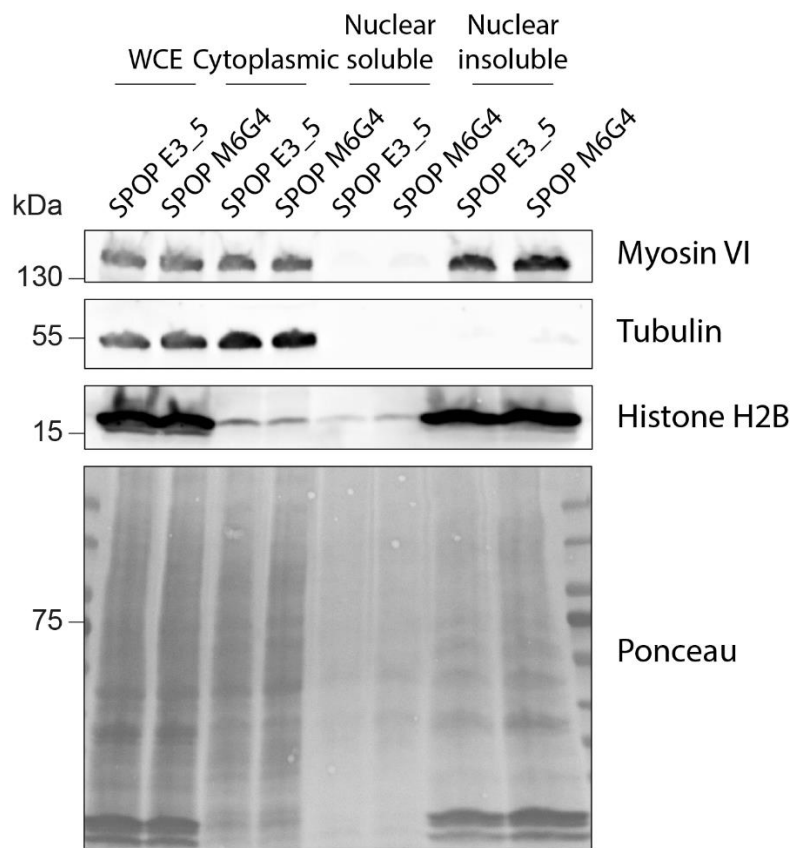 WCE
Cytoplasmic
Nuclear
soluble
Nuclear
insoluble
SPOP E3_5
SPOP M6G4
SPOP E3_5
SPOP M6G4
SPOP E3_5
SPOP M6G4
SPOP E3_5
SPOP M6G4
kDa
130
Myosin VI
55
Tubulin
15
Histone H2B
75
Ponceau